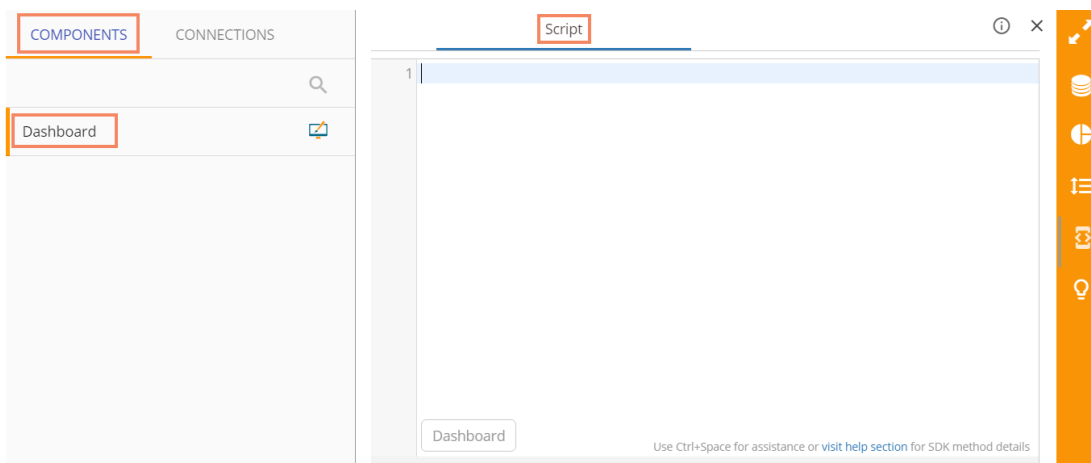 COMPONENTS CONNECTIONS
Dashboard
Script
1
Dashboard
Use Ctrl+Space for assistance or visit help section for SDK method details